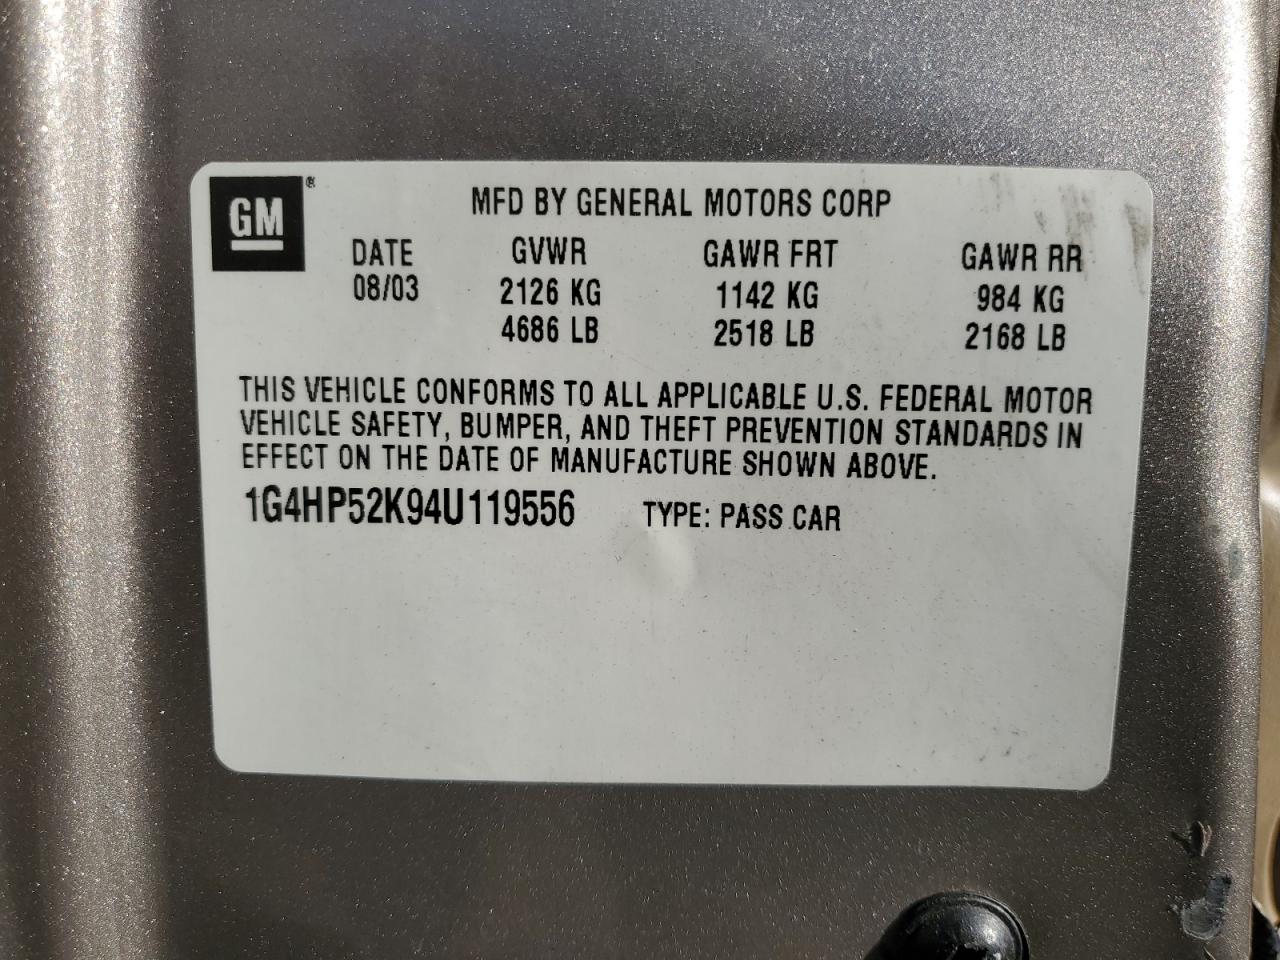 GM®
MFD BY GENERAL MOTORS CORP
DATE GVWR GAWR FRT GAWR RR
08/03 2126 KG 1142 KG 984 KG
4686 LB 2518 LB 2168 LB
THIS VEHICLE CONFORMS TO ALL APPLICABLE U.S. FEDERAL MOTOR
VEHICLE SAFETY, BUMPER, AND THEFT PREVENTION STANDARDS IN
EFFECT ON THE DATE OF MANUFACTURE SHOWN ABOVE.
1G4HP52K94U119556 TYPE: PASS CAR